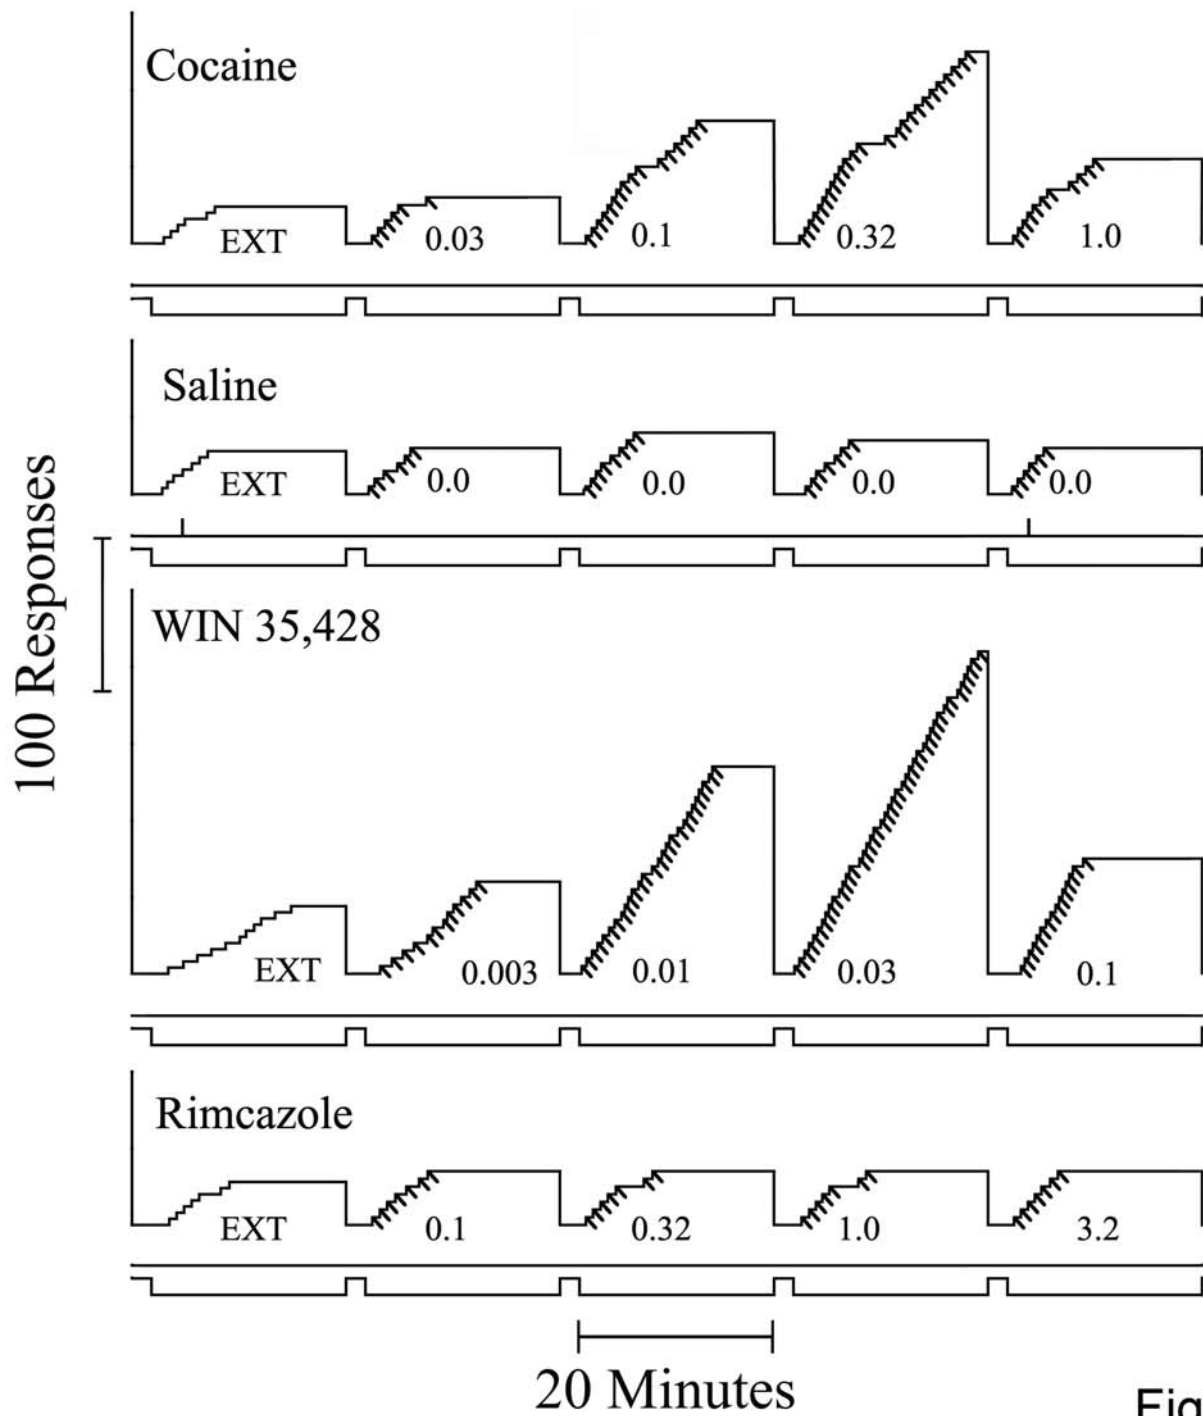 Cocaine
EXT 0.03 0.1 0.32 1.0
Saline
EXT 0.0 0.0 0.0 0.0
100 Responses
WIN 35,428
EXT 0.003 0.01 0.03 0.1
Rimcazole
EXT 0.1 0.32 1.0 3.2
20 Minutes
Fig